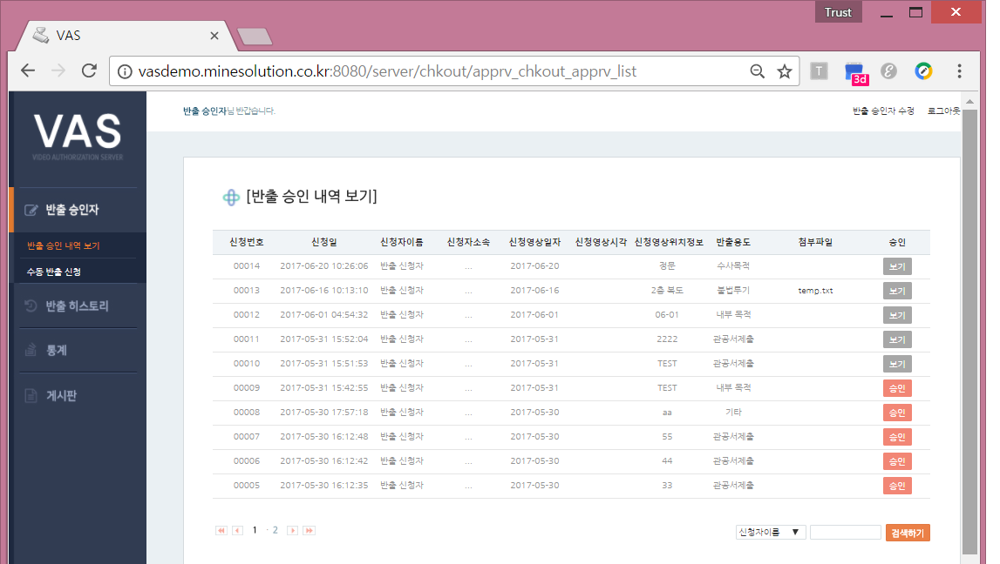 Trust
VAS
vasdemo.minesolution.co.kr:8080/server/chkout/apprv_chkout_apprv_list
T
3d
VAS
VIDEO AUTHORIZATION SERVER
반출 승인자님 반갑습니다.
반출 승인자 수정 로그아웃
반출 승인자
반출 승인 내역 보기
수동 반출 신청
반출 히스토리
통계
게시판
[반출 승인 내역 보기]
신청번호 신청일 신청자이름 신청자소속 신청영상일자 신청영상시각 신청영상위치정보 반출용도 첨부파일 승인
00014 2017-06-20 10:26:06 반출 신청자 ... 2017-06-20 정문 수사목적 보기
00013 2017-06-16 10:13:10 반출 신청자 ... 2017-06-16 2층 복도 불법투기 temp.txt 보기
00012 2017-06-01 04:54:32 반출 신청자 ... 2017-06-01 06-01 내부 목적 보기
00011 2017-05-31 15:52:04 반출 신청자 ... 2017-05-31 2222 관공서제출 보기
00010 2017-05-31 15:51:53 반출 신청자 ... 2017-05-31 TEST 관공서제출 보기
00009 2017-05-31 15:42:55 반출 신청자 ... 2017-05-31 TEST 내부 목적 승인
00008 2017-05-30 17:57:18 반출 신청자 ... 2017-05-30 aa 기타 승인
00007 2017-05-30 16:12:48 반출 신청자 ... 2017-05-30 55 관공서제출 승인
00006 2017-05-30 16:12:42 반출 신청자 ... 2017-05-30 44 관공서제출 승인
00005 2017-05-30 16:12:35 반출 신청자 ... 2017-05-30 33 관공서제출 승인
1 · 2
신청자이름 ▼ 검색하기